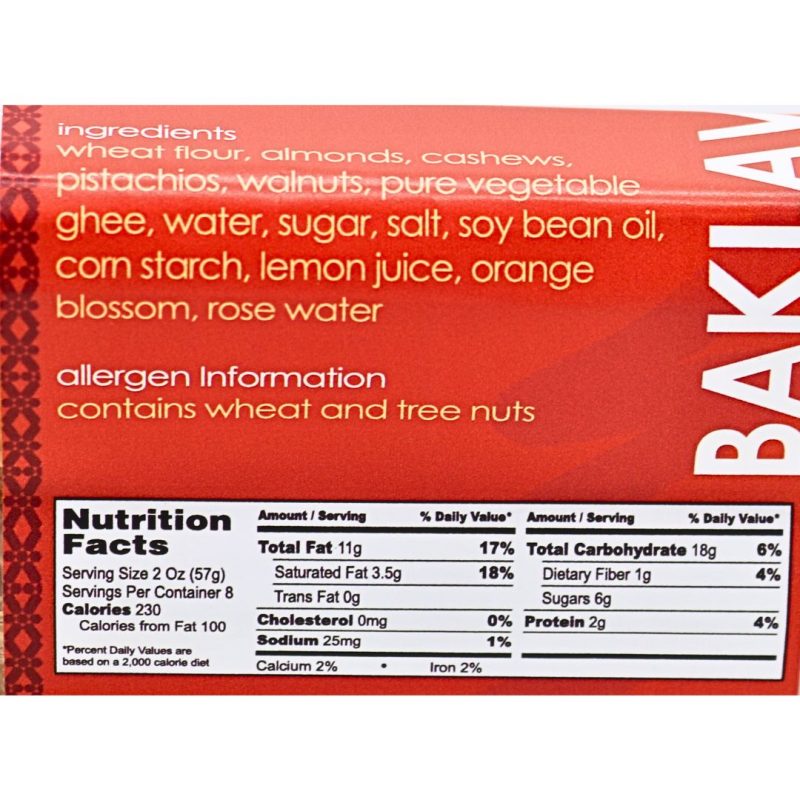 ingredients
wheat flour, almonds, cashews,
pistachios, walnuts, pure vegetable
ghee, water, sugar, salt, soy bean oil,
corn starch, lemon juice, orange
blossom, rose water
allergen Information
contains wheat and tree nuts
BAKLAV
Nutrition
Facts
Serving Size 2 Oz (57g)
Servings Per Container 8
Calories 230
Calories from Fat 100
*Percent Daily Values are
based on a 2,000 calorie diet
Amount / Serving % Daily Value*
Total Fat 11g 17%
Saturated Fat 3.5g 18%
Trans Fat 0g
Cholesterol 0mg 0%
Sodium 25mg 1%
Calcium 2% • Iron 2%
Amount / Serving % Daily Value*
Total Carbohydrate 18g 6%
Dietary Fiber 1g 4%
Sugars 6g
Protein 2g 4%